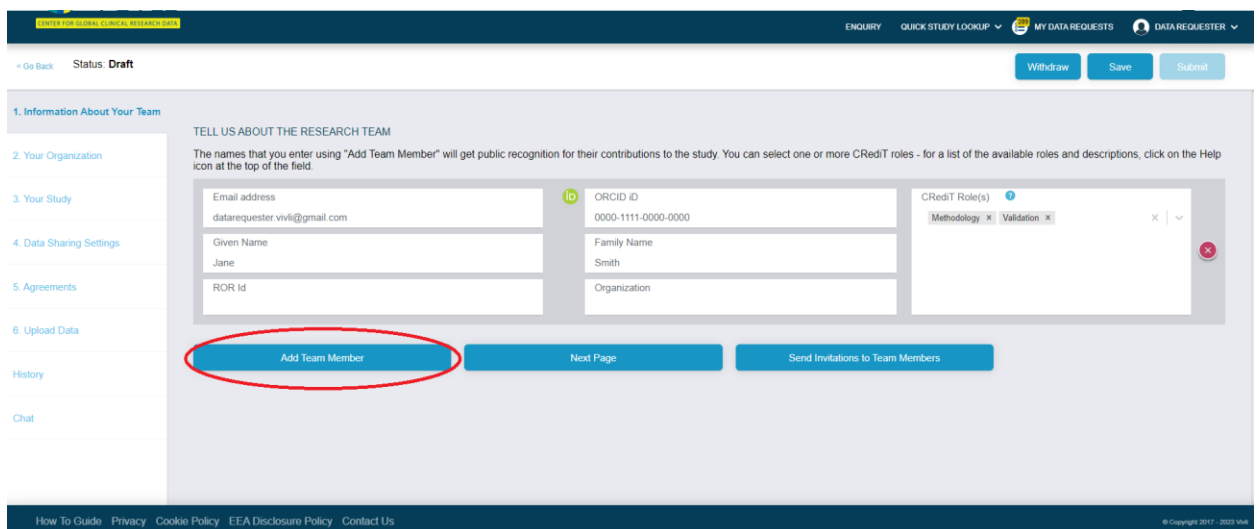 CENTER FOR GLOBAL CLINICAL RESEARCH DATA
ENQUIRY QUICK STUDY LOOKUP 389 MY DATA REQUESTS DATA REQUESTER
< Go Back Status: Draft Withdraw Save Submit
1. Information About Your Team
2. Your Organization
3. Your Study
4. Data Sharing Settings
5. Agreements
6. Upload Data
History
Chat
TELL US ABOUT THE RESEARCH TEAM
The names that you enter using "Add Team Member" will get public recognition for their contributions to the study. You can select one or more CRediT roles - for a list of the available roles and descriptions, click on the Help
icon at the top of the field.
Email address
datarequester.vivli@gmail.com
iD
ORCID iD
0000-1111-0000-0000
CRediT Role(s) ?
Methodology × Validation ×
Given Name
Jane
Family Name
Smith
ROR Id
Organization
Add Team Member Next Page Send Invitations to Team Members
How To Guide Privacy Cookie Policy EEA Disclosure Policy Contact Us
© Copyright 2017 - 2023 Vivli